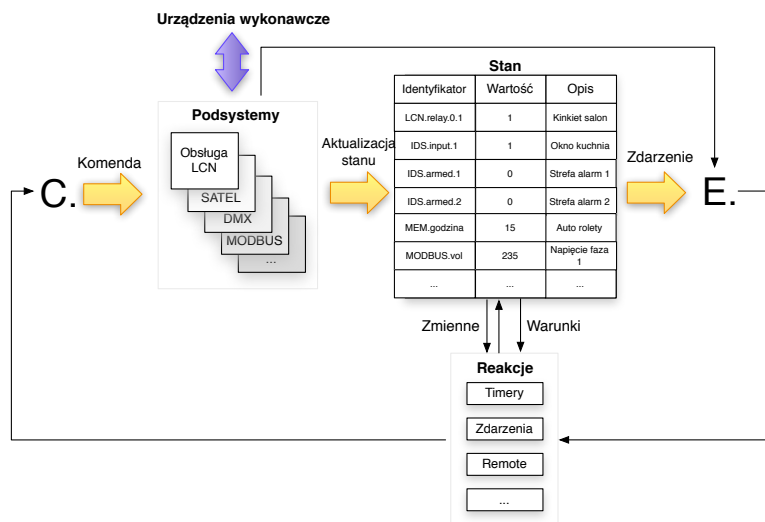 Urządzenia wykonawcze
Stan
Podsystemy
Obsługa
LCN
SATEL
DMX
MODBUS
...
C.
Komenda
Aktualizacja
stanu
Identyfikator Wartość Opis
LCN.relay.0.1 1 Kinkiet salon
IDS.input.1 1 Okno kuchnia
IDS.armed.1 0 Strefa alarm 1
IDS.armed.2 0 Strefa alarm 2
MEM.godzina 15 Auto rolety
MODBUS.vol 235 Napięcie faza
1
... ... ...
Zdarzenie
E.
Zmienne
Warunki
Reakcje
Timery
Zdarzenia
Remote
...